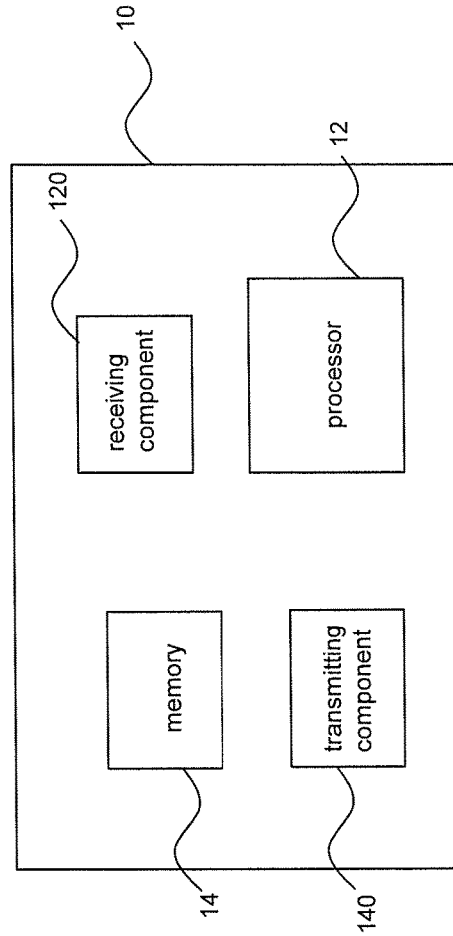 120
10
receiving
component
memory
14
processor
12
transmitting
component
140